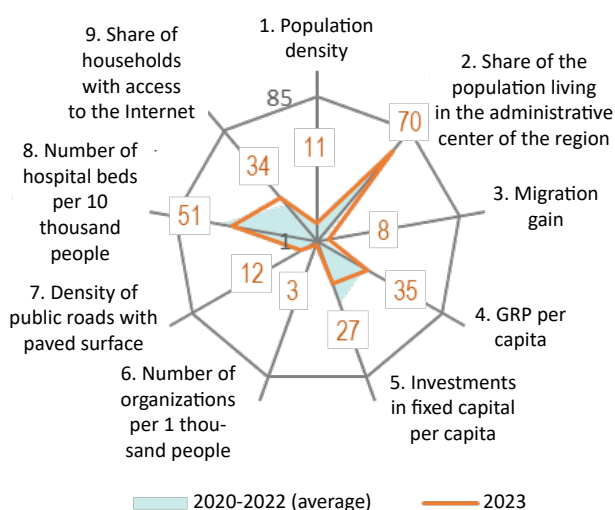 1. Population
density
9. Share of
households
with access
to the Internet
2. Share of the
population living
in the administrative
center of the region
85
70
11
8. Number of
hospital beds
per 10
thousand
people
34
3. Migration
gain
51
8
1
12
35
7. Density of
public roads with
paved surface
3
4. GRP per
capita
27
6. Number of
organizations
per 1 thou-
sand people
5. Investments
in fixed capital
per capita
2020-2022 (average)
2023